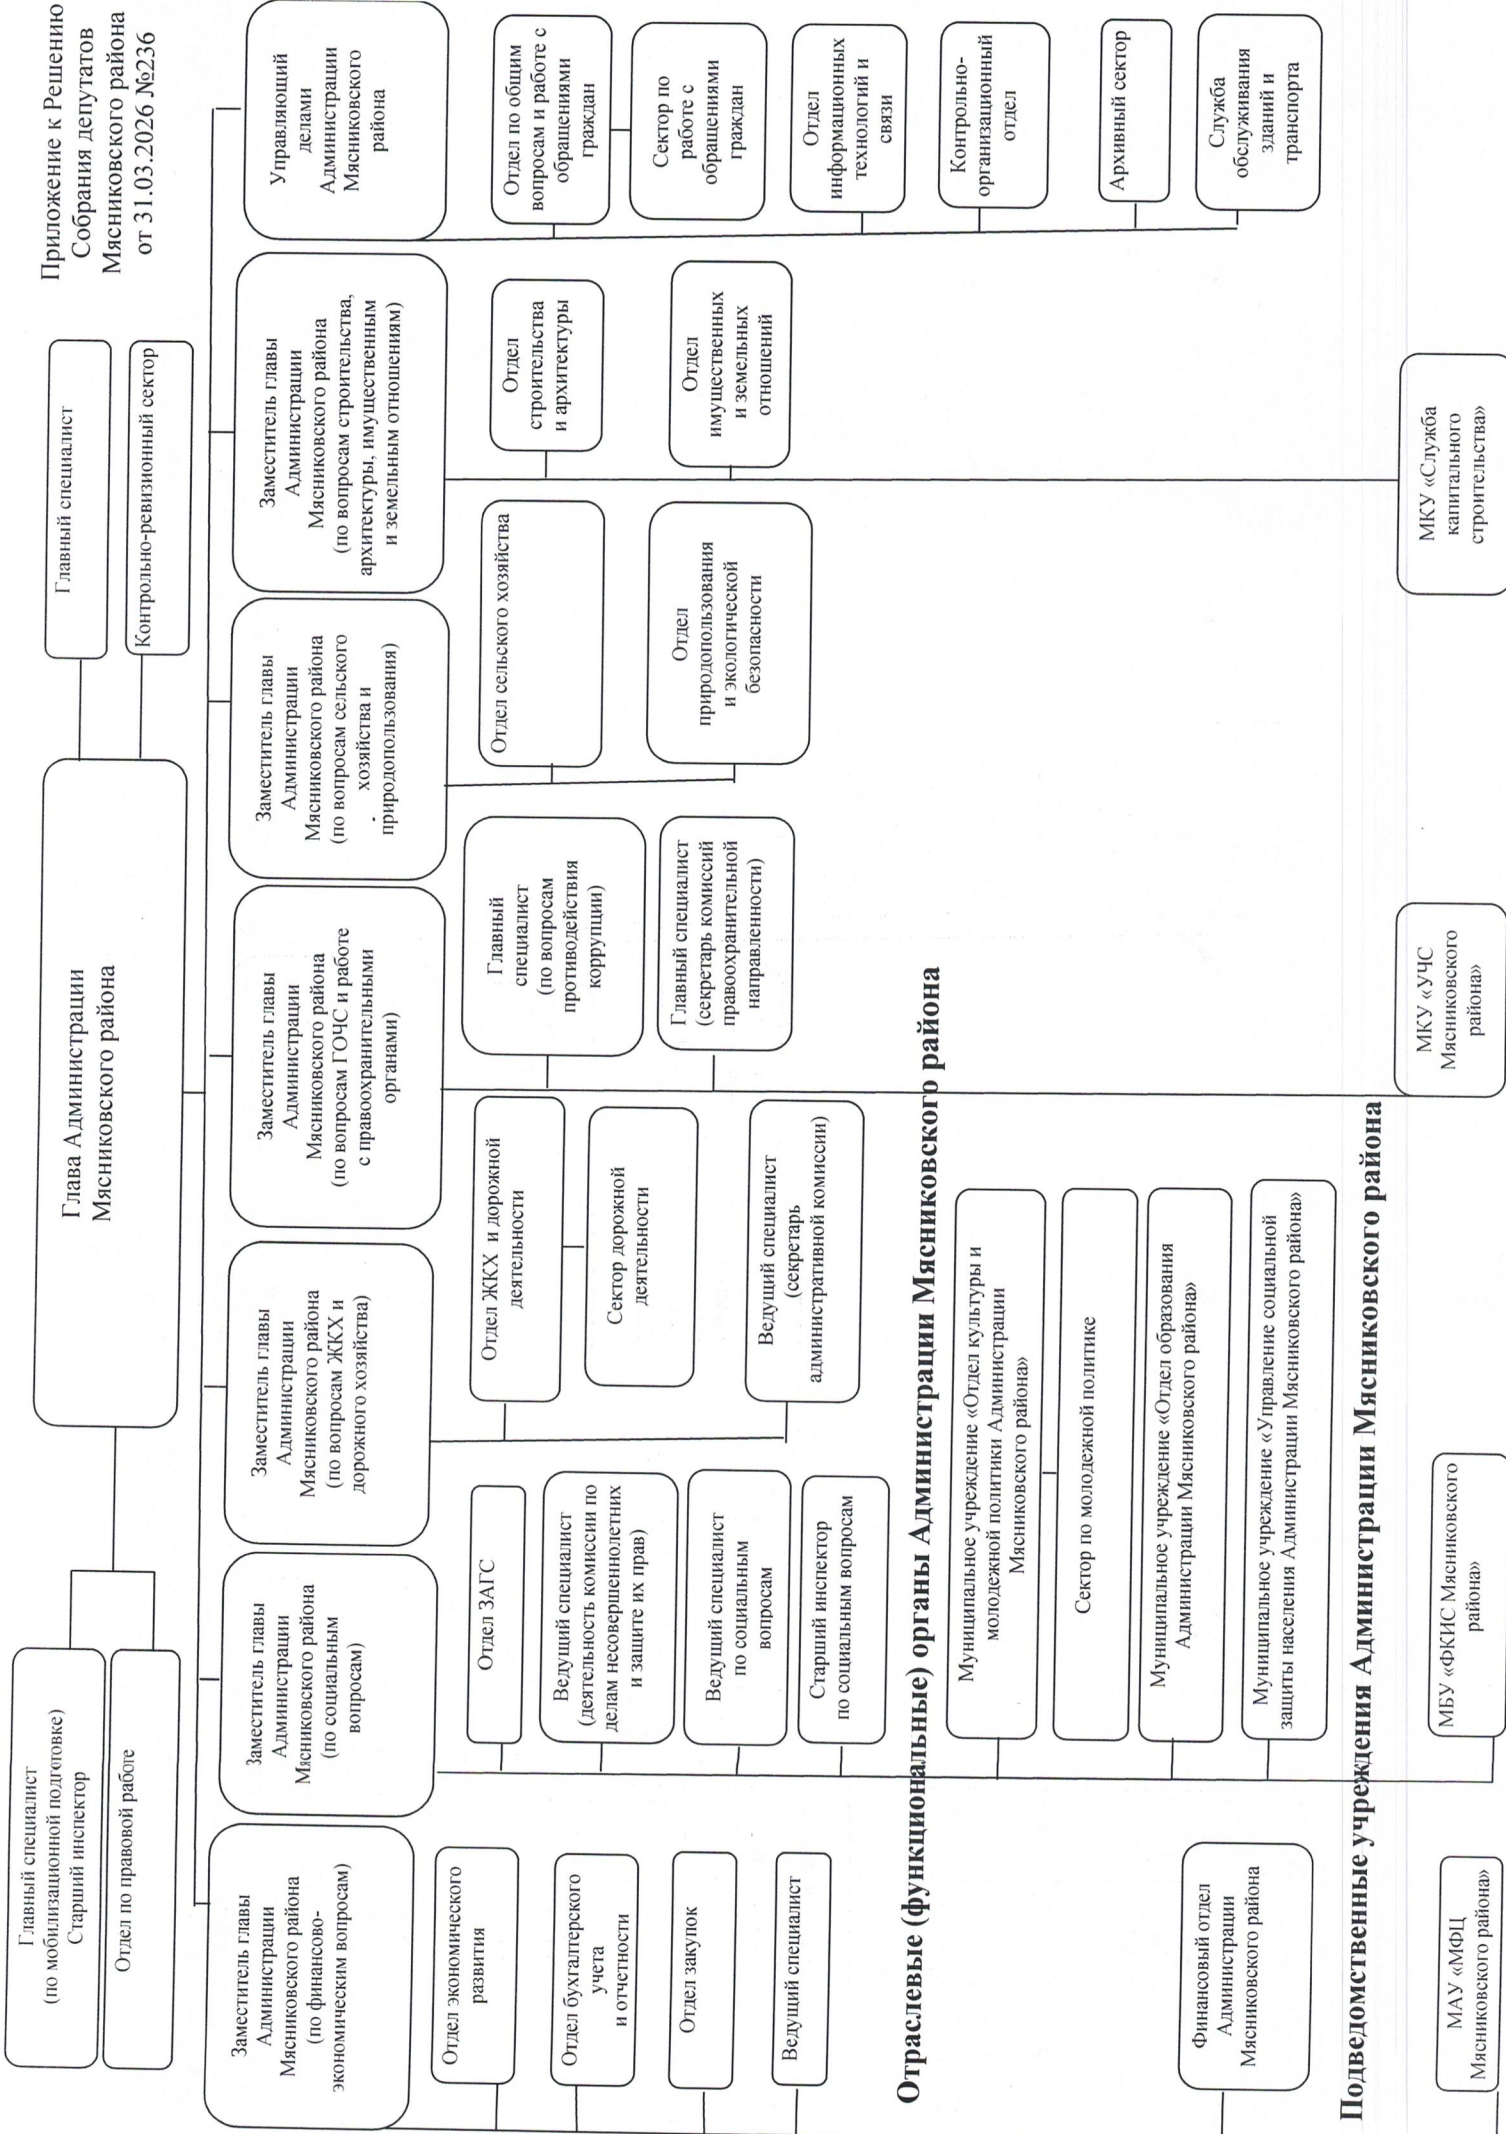 Приложение к Решению
Собрания депутатов
Мясниковского района
от 31.03.2026 №236
Главный специалист
(по мобилизационной подготовке)
Старший инспектор
Отдел по правовой работе
Глава Администрации
Мясниковского района
Главный специалист
Контрольно-ревизионный сектор
Заместитель главы
Администрации
Мясниковского района
(по финансово-
экономическим вопросам)
Заместитель главы
Администрации
Мясниковского района
(по социальным
вопросам)
Заместитель главы
Администрации
Мясниковского района
(по вопросам ЖКХ и
дорожного хозяйства)
Заместитель главы
Администрации
Мясниковского района
(по вопросам ГОЧС и работе
с правоохранительными
органами)
Заместитель главы
Администрации
Мясниковского района
(по вопросам сельского
хозяйства и
природопользования)
Заместитель главы
Администрации
Мясниковского района
(по вопросам строительства,
архитектуры, имущественным
и земельным отношениям)
Управляющий
делами
Администрации
Мясниковского
района
Отдел экономического
развития
Отдел бухгалтерского
учета
и отчетности
Отдел закупок
Ведущий специалист
Отдел ЗАГС
Ведущий специалист
(деятельность комиссии по
делам несовершеннолетних
и защите их прав)
Ведущий специалист
по социальным
вопросам
Старший инспектор
по социальным вопросам
Отдел ЖКХ и дорожной
деятельности
Сектор дорожной
деятельности
Ведущий специалист
(секретарь
административной комиссии)
Главный
специалист
(по вопросам
противодействия
коррупции)
Главный специалист
(секретарь комиссий
правоохранительной
направленности)
Отдел сельского хозяйства
Отдел
природопользования
и экологической
безопасности
Отдел
строительства
и архитектуры
Отдел
имущественных
и земельных
отношений
Отдел по общим
вопросам и работе с
обращениями
граждан
Сектор по
работе с
обращениями
граждан
Отдел
информационных
технологий и
связи
Контрольно-
организационный
отдел
Архивный сектор
Служба
обслуживания
зданий и
транспорта
Отраслевые (функциональные) органы Администрации Мясниковского района
Финансовый отдел
Администрации
Мясниковского района
Муниципальное учреждение «Отдел культуры и
молодежной политики Администрации
Мясниковского района»
Сектор по молодежной политике
Муниципальное учреждение «Отдел образования
Администрации Мясниковского района»
Муниципальное учреждение «Управление социальной
защиты населения Администрации Мясниковского района»
Подведомственные учреждения Администрации Мясниковского района
МАУ «МФЦ
Мясниковского района»
МБУ «ФКИС Мясниковского
района»
МКУ «УЧС
Мясниковского
района»
МКУ «Служба
капитального
строительства»